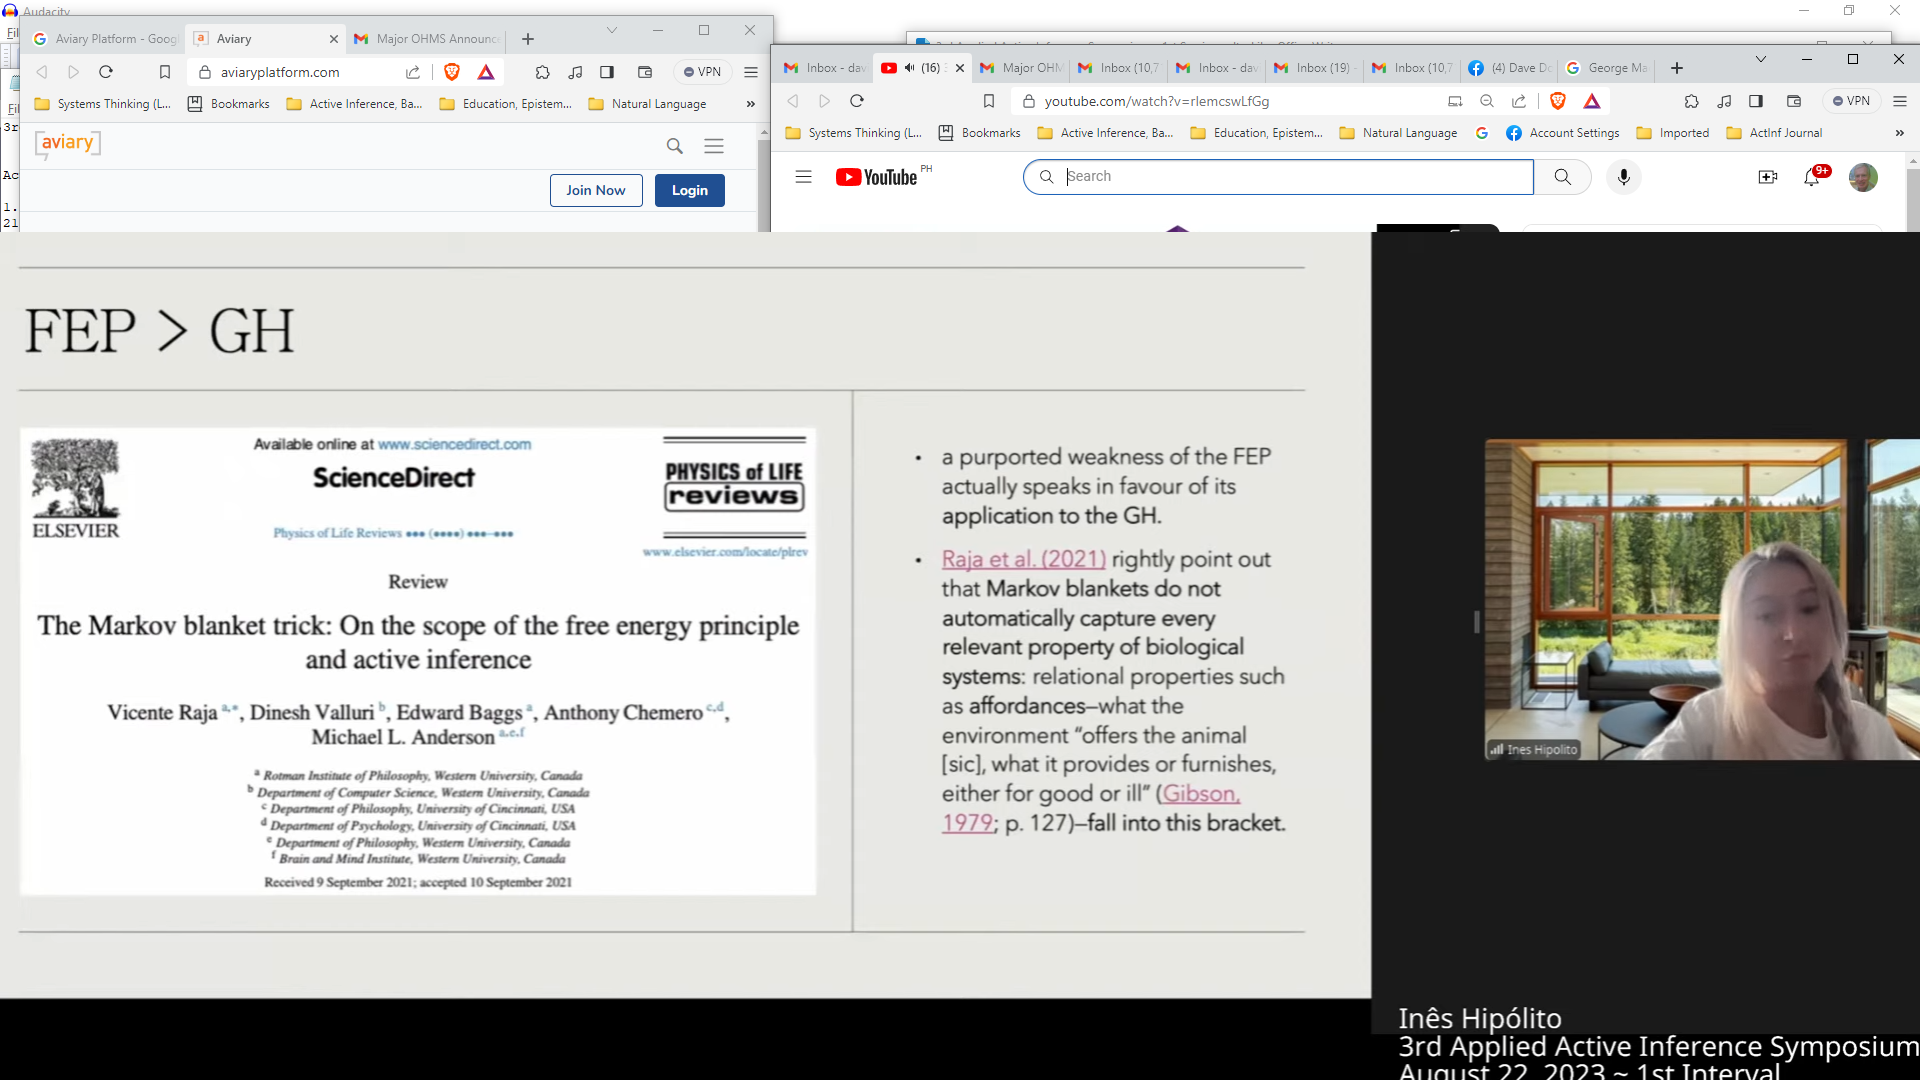 Audacity
Aviary Platform - Goog
Aviary
Major OHMS Announc
aviaryplatform.com
VPN
Systems Thinking (L...
Bookmarks
Active Inference, Ba...
Education, Epistem...
Natural Language
»
aviary
Join Now
Login
Inbox - dav
(16)
Major OHM
Inbox (10,7
Inbox - dav
Inbox (19) -
Inbox (10,7
(4) Dave Do
George Ma
youtube.com/watch?v=rIemcswLfGg
VPN
Systems Thinking (L...
Bookmarks
Active Inference, Ba...
Education, Epistem...
Natural Language
Account Settings
Imported
ActInf Journal
»
YouTube PH
Search
9+
FEP > GH
ELSEVIER
Available online at www.sciencedirect.com
ScienceDirect
Physics of Life Reviews ••• (••••) •••–•••
PHYSICS of LIFE
reviews
www.elsevier.com/locate/plrev
Review
The Markov blanket trick: On the scope of the free energy principle
and active inference
Vicente Raja a,*, Dinesh Valluri b, Edward Baggs a, Anthony Chemero c,d,
Michael L. Anderson a,e,f
a Rotman Institute of Philosophy, Western University, Canada
b Department of Computer Science, Western University, Canada
c Department of Philosophy, University of Cincinnati, USA
d Department of Psychology, University of Cincinnati, USA
e Department of Philosophy, Western University, Canada
f Brain and Mind Institute, Western University, Canada
Received 9 September 2021; accepted 10 September 2021
• a purported weakness of the FEP
actually speaks in favour of its
application to the GH.
• Raja et al. (2021) rightly point out
that Markov blankets do not
automatically capture every
relevant property of biological
systems: relational properties such
as affordances—what the
environment “offers the animal
[sic], what it provides or furnishes,
either for good or ill” (Gibson,
1979; p. 127)—fall into this bracket.
Ines Hipolito
Inês Hipólito
3rd Applied Active Inference Symposium
August 22, 2023 ~ 1st Interval